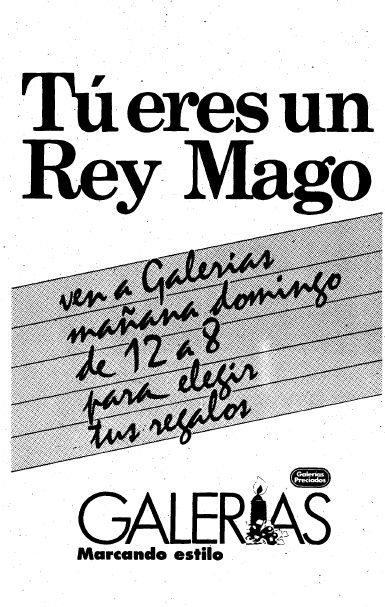 Tú eres un
Rey Mago
ven a Galerias
mañana domingo
de 12 a 8
para elegir
tus regalos
Galerías
Preciados
GALERIAS
Marcando estilo